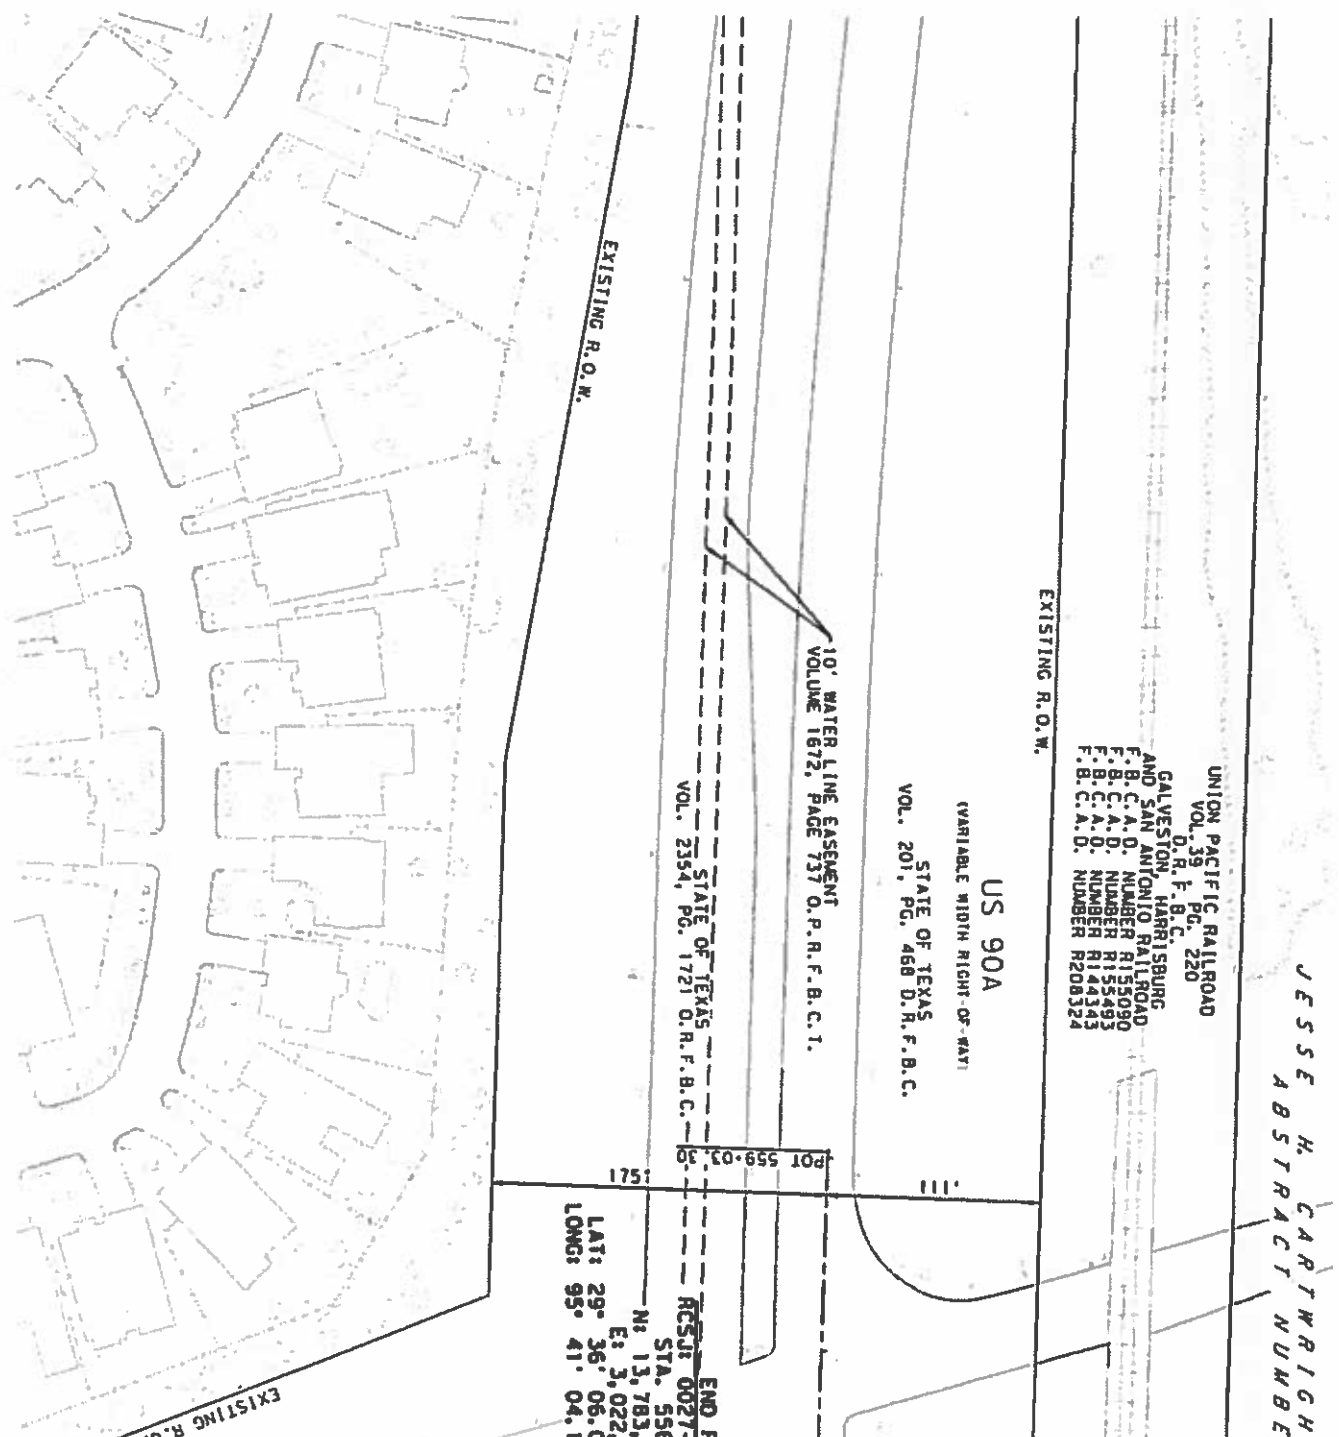 EXISTING R.O.W.
EXISTING R.O.W.
10' WATER LINE EASEMENT
VOLUME 1672, PAGE 737 O.P.R.F.B.C.T.
STATE OF TEXAS
VOL. 2354, PG. 1721 O.R.F.B.C.
US 90A
(VARIABLE WIDTH RIGHT-OF-WAY)
STATE OF TEXAS
VOL. 201, PG. 468 D.R.F.B.C.
UNION PACIFIC RAILROAD
VOL. 39, PG. 220
D.R.F.B.C.
GALVESTON, HARRISBURG
AND SAN ANTONIO RAILROAD
F.B.C.A.D. NUMBER R155090
F.B.C.A.D. NUMBER R155493
F.B.C.A.D. NUMBER R144343
F.B.C.A.D. NUMBER R208324
JESSE H. CARTWRIGH
ABSTRACT NUMBE
POT 559+03.30
175'
111'
END
RCSJ: 0027-
STA. 55
N: 13,783,
E: 3,022,
LAT: 29° 36' 06.
LONG: 95° 41' 04.
EXISTING R.O.